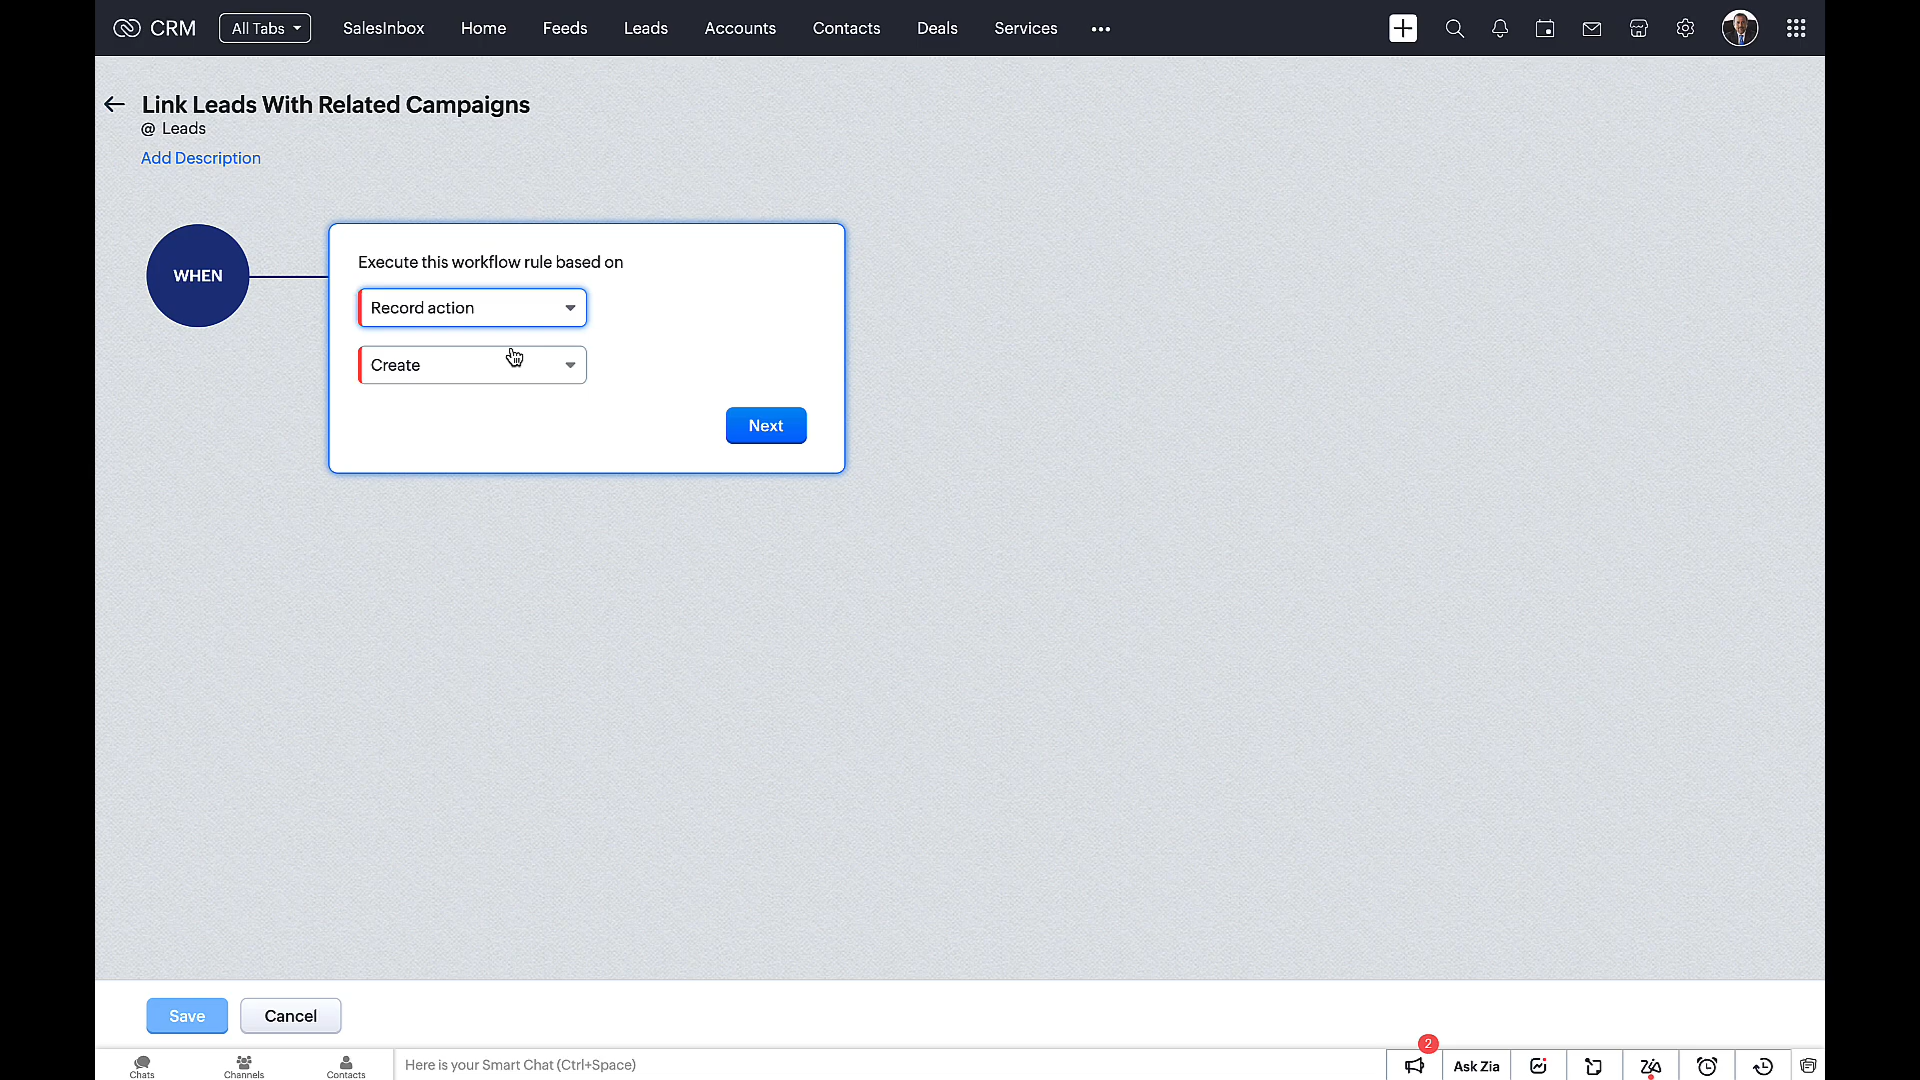 CRM
All Tabs
SalesInbox
Home
Feeds
Leads
Accounts
Contacts
Deals
Services
Link Leads With Related Campaigns
@ Leads
Add Description
WHEN
Execute this workflow rule based on
Record action
Create
Next
Save
Cancel
Chats
Channels
Contacts
Here is your Smart Chat (Ctrl+Space)
2
Ask Zia